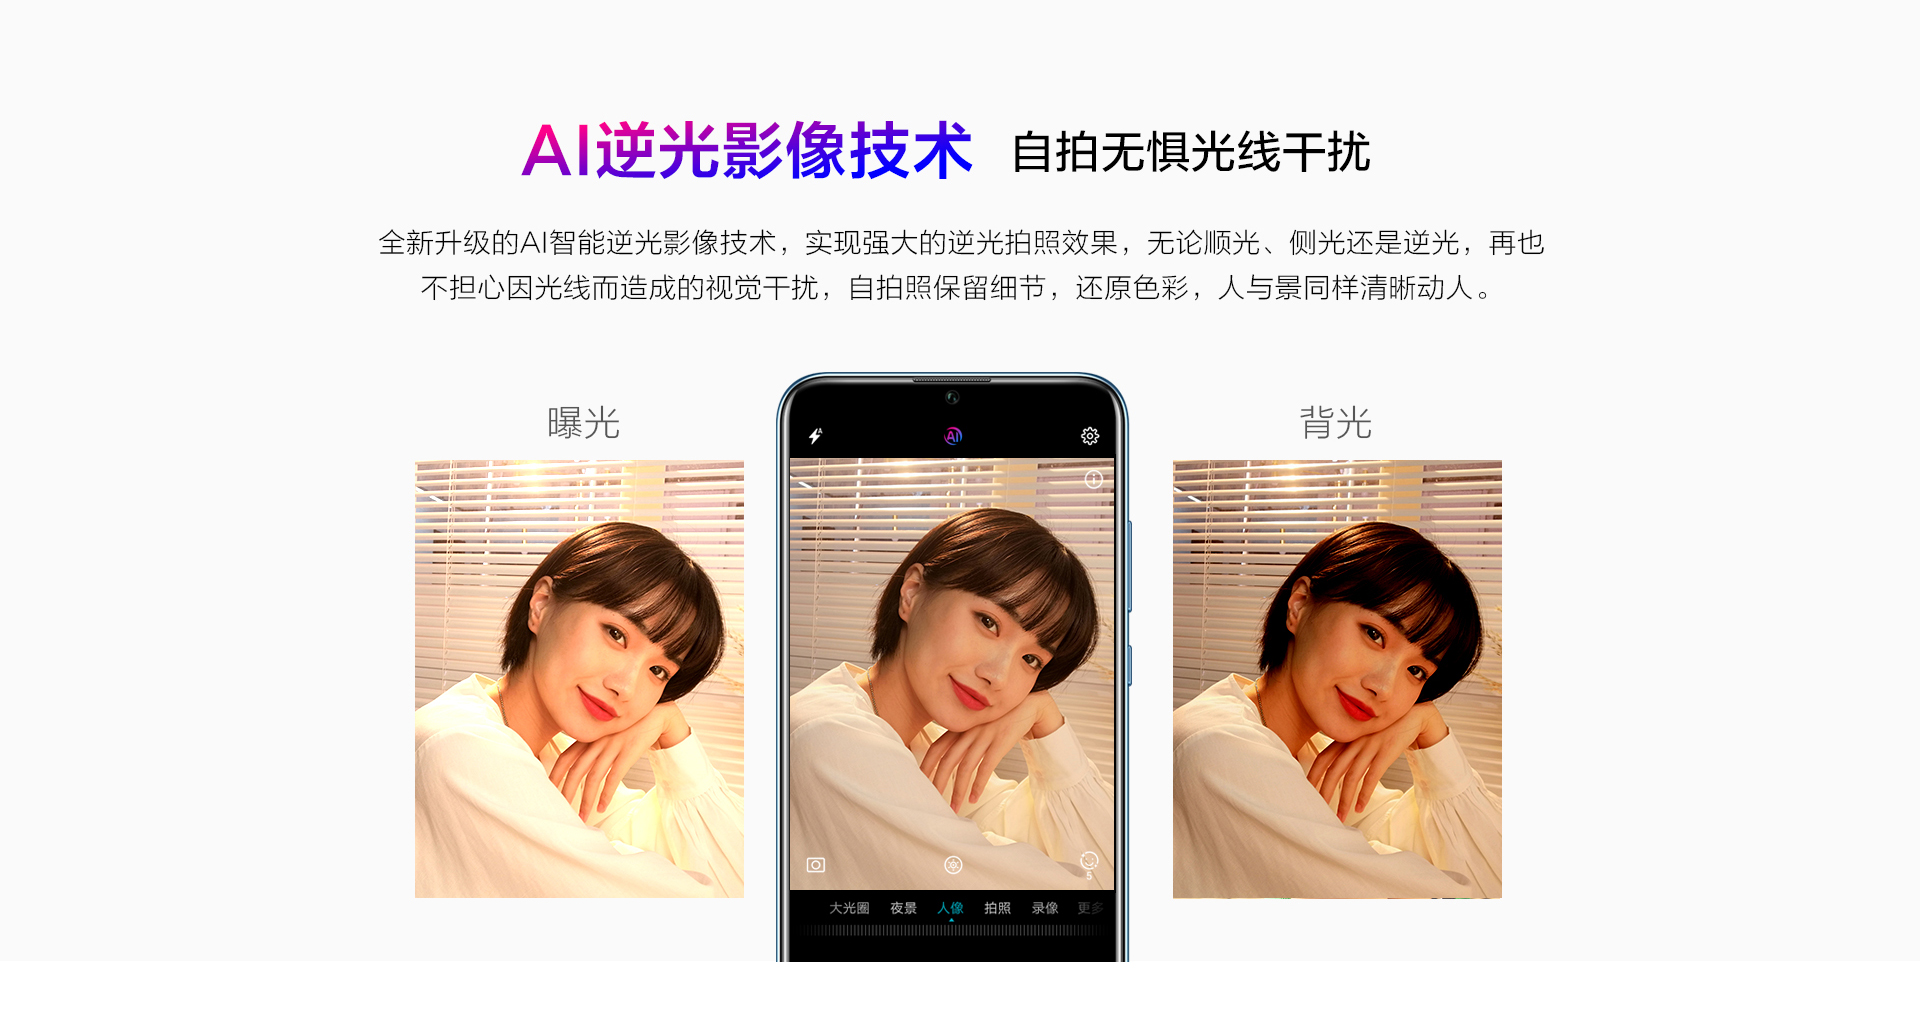 AI逆光影像技术 自拍无惧光线干扰
全新升级的AI智能逆光影像技术，实现强大的逆光拍照效果，无论顺光、侧光还是逆光，再也
不担心因光线而造成的视觉干扰，自拍照保留细节，还原色彩，人与景同样清晰动人。
曝光
背光
A
AI
5
大光圈 夜景 人像 拍照 录像 更多